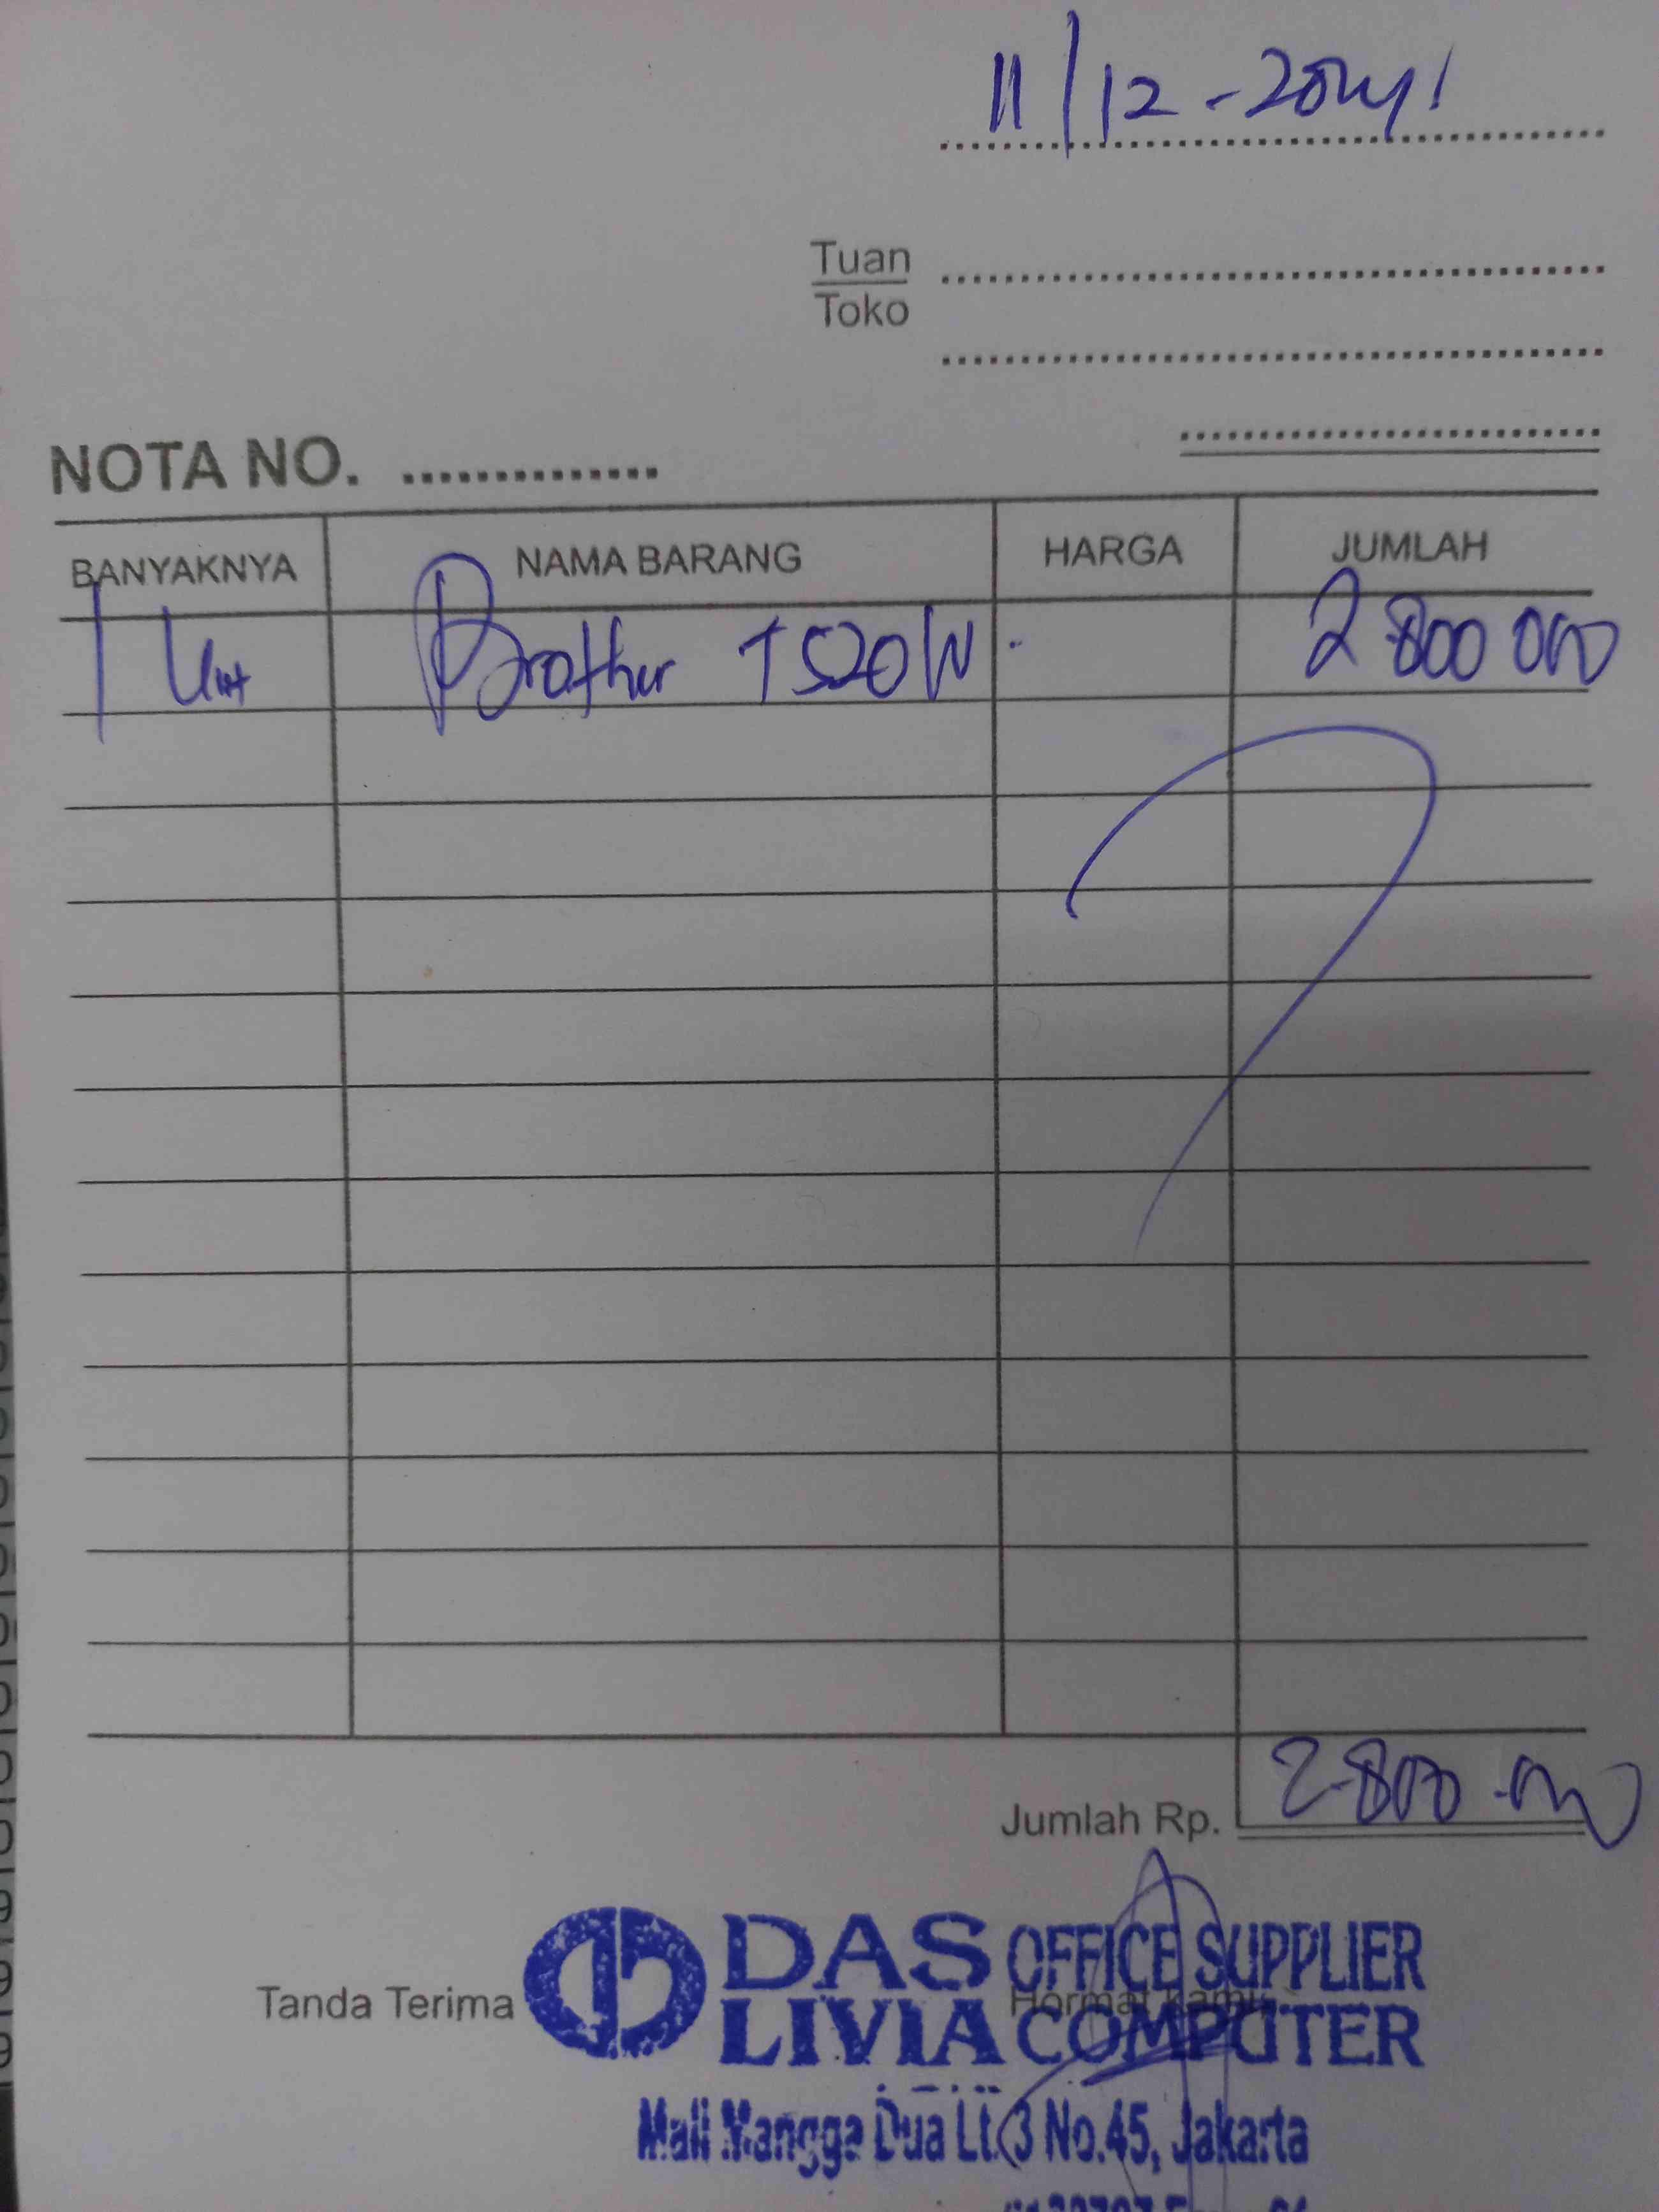 11/12-2024
Tuan
Toko
NOTA NO.
BANYAKNYA NAMA BARANG HARGA JUMLAH
1 Unit Brother T520W 2.800 000
Jumlah Rp. 2.800.000
Tanda Terima Hormat kami,
DAS OFFICE SUPPLIER
LIVIA COMPUTER
Mall Mangga Dua Lt.3 No.45, Jakarta